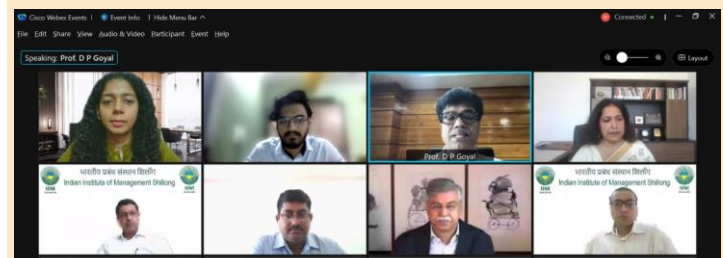 Cisco Webex Events | Event Info | Hide Menu Bar ^
Connected
File Edit Share View Audio & Video Participant Event Help
Speaking: Prof. D P Goyal
Layout
Prof. D P Goyal
भारतीय प्रबंध संस्थान शिलाँग
Indian Institute of Management Shillong
IIM
भारतीय प्रबंध संस्थान शिलाँग
Indian Institute of Management Shillong
IIM